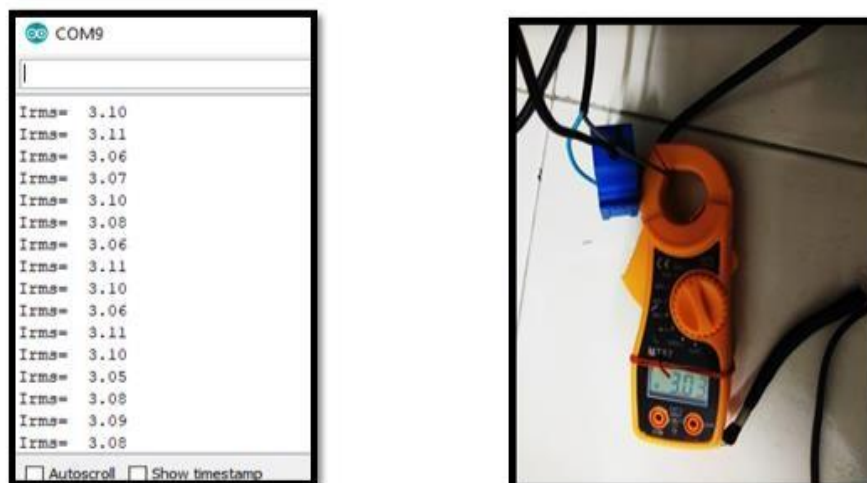 COM9
Irms= 3.10
Irms= 3.11
Irms= 3.06
Irms= 3.07
Irms= 3.10
Irms= 3.08
Irms= 3.06
Irms= 3.11
Irms= 3.10
Irms= 3.06
Irms= 3.11
Irms= 3.10
Irms= 3.05
Irms= 3.08
Irms= 3.09
Irms= 3.08
Autoscroll Show timestamp
303